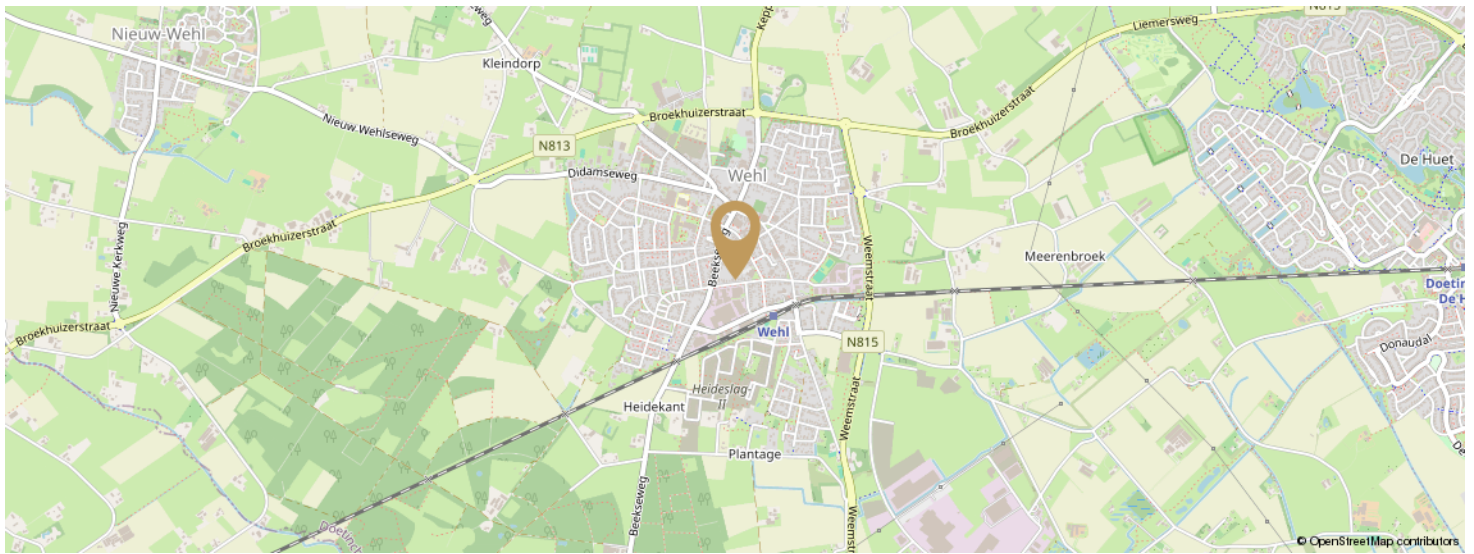 Liemersweg
Nieuw-Wehl
Kleindorp
Broekhuizerstraat
Broekhuizerstraat
Nieuw Wehlseweg
N813
De Huet
Didamseweg
Wehl
Nieuwe Kerkweg
Broekhuizerstraat
Weemstraat
Meerenbroek
Broekhuizerstraat
Wehl
N815
Donaudal
Heideslag
II
Heidekant
Weemstraat
Plantage
Beekseweg
© OpenStreetMap contributors